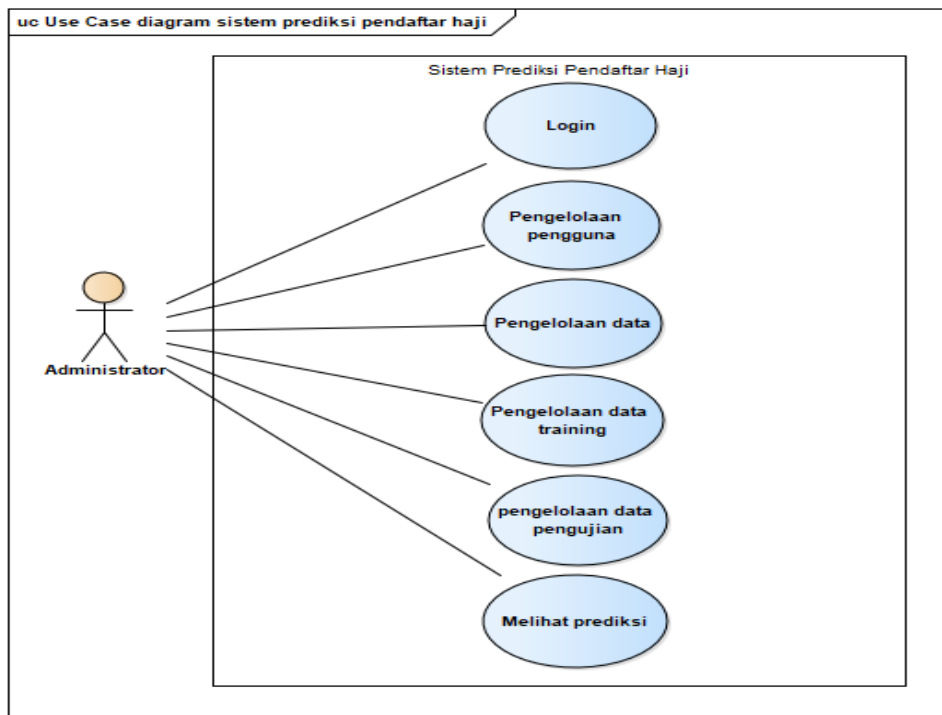 uc Use Case diagram sistem prediksi pendaftar haji
Sistem Prediksi Pendaftar Haji
Login
Pengelolaan
pengguna
Pengelolaan data
Administrator
Pengelolaan data
training
pengelolaan data
pengujian
Melihat prediksi